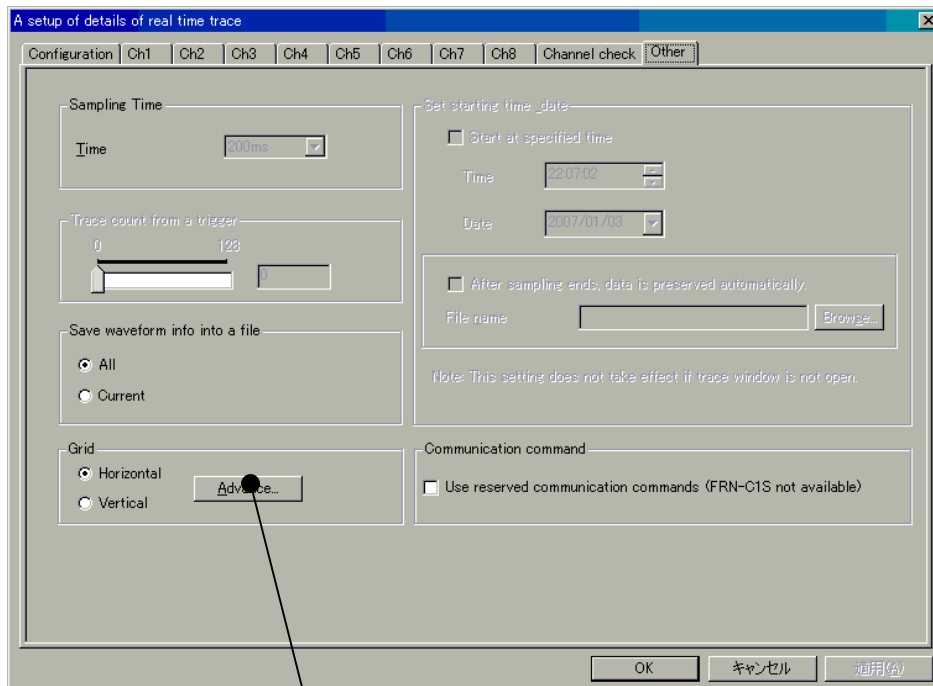 A setup of details of real time trace
Configuration Ch1 Ch2 Ch3 Ch4 Ch5 Ch6 Ch7 Ch8 Channel check Other
Sampling Time
Time 200ms
Trace count from a trigger
0 128
0
Save waveform info into a file
All
Current
Grid
Horizontal
Vertical
Advance...
Set starting time_date
Start at specified time
Time 22:07:02
Date 2007/01/03
After sampling ends, data is preserved automatically.
File name Browse...
Note: This setting does not take effect if trace window is not open.
Communication command
Use reserved communication commands (FRN-C1S not available)
OK キャンセル 適用(A)